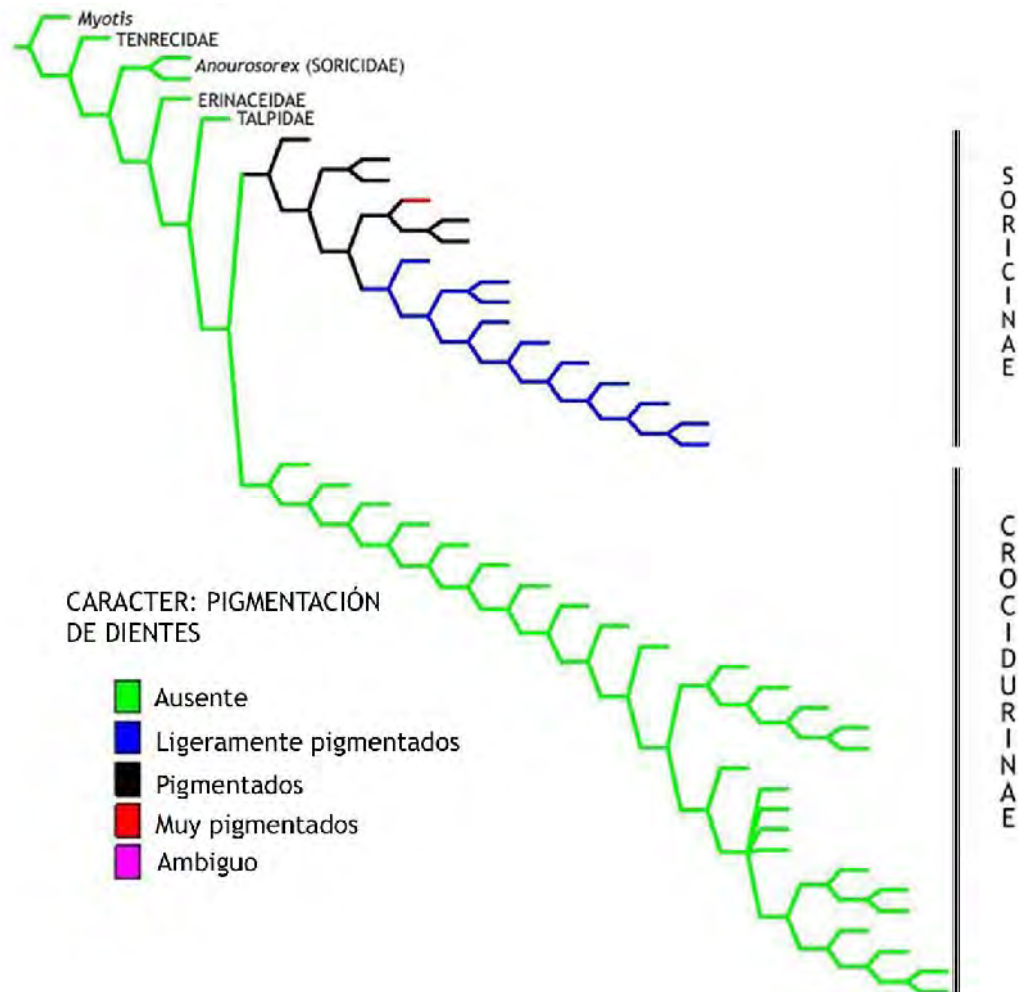 Myotis
TENRECIDAE
Anourosorex (SORICIDAE)
ERINACEIDAE
TALPIDAE
SORICINAE
CROCIDURINAE
CARACTER: PIGMENTACIÓN
DE DIENTES
Ausente
Ligeramente pigmentados
Pigmentados
Muy pigmentados
Ambiguo